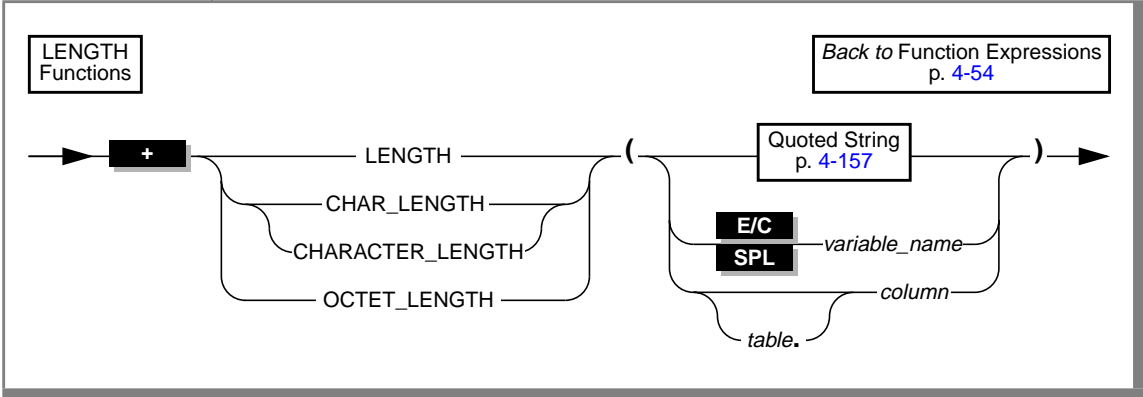 LENGTH
Functions
Back to Function Expressions
p. 4-54
+
LENGTH
(
Quoted String
p. 4-157
)
CHAR_LENGTH
CHARACTER_LENGTH
OCTET_LENGTH
E/C
SPL
variable_name
column
table.